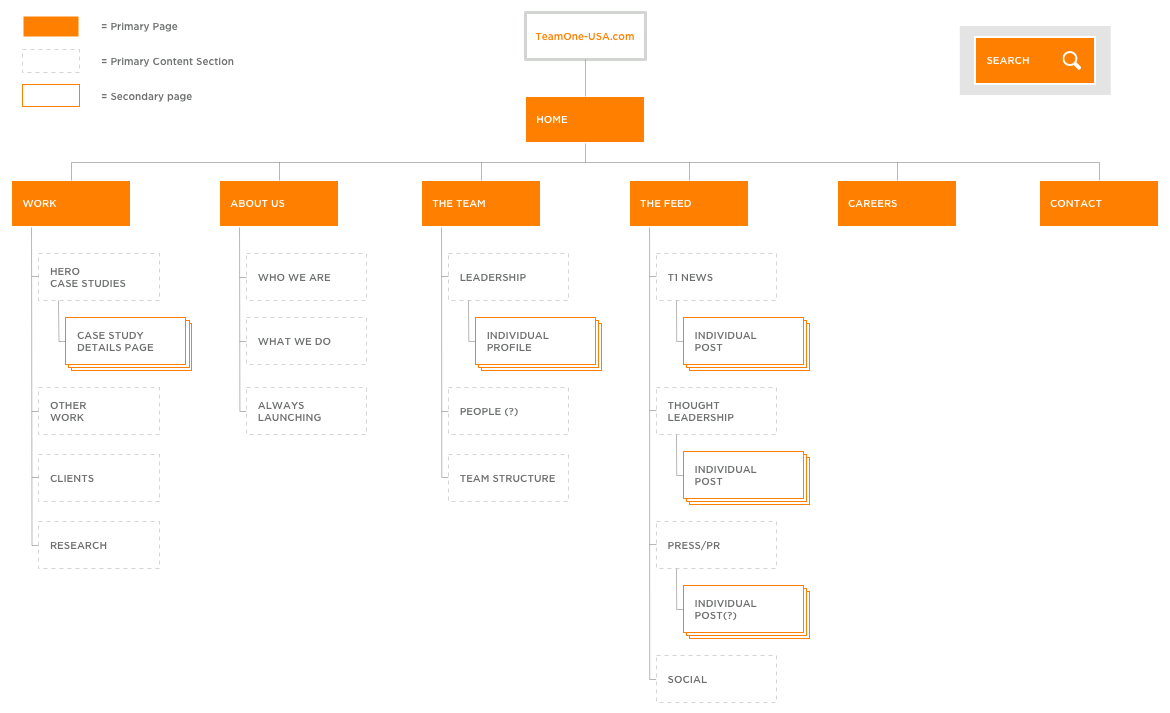 = Primary Page
= Primary Content Section
= Secondary page
TeamOne-USA.com
SEARCH
HOME
WORK
ABOUT US
THE TEAM
THE FEED
CAREERS
CONTACT
HERO
CASE STUDIES
CASE STUDY
DETAILS PAGE
OTHER
WORK
CLIENTS
RESEARCH
WHO WE ARE
WHAT WE DO
ALWAYS
LAUNCHING
LEADERSHIP
INDIVIDUAL
PROFILE
PEOPLE (?)
TEAM STRUCTURE
T1 NEWS
INDIVIDUAL
POST
THOUGHT
LEADERSHIP
INDIVIDUAL
POST
PRESS/PR
INDIVIDUAL
POST(?)
SOCIAL